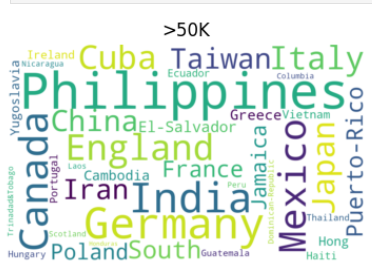 >50K
Ireland
Nicaragua
Cuba
Taiwan
Italy
Ecuador
Columbia
Yugoslavia
Philippines
China
El-Salvador
Greece
Vietnam
Puerto-Rico
Canada
England
Jamaica
Mexico
Japan
Portugal
Laos
Cambodia
France
Peru
Trinadad&Tobago
Iran
India
Dominican-Republic
Thailand
Scotland
Germany
Hungary
Poland
Honduras
South
Guatemala
Hong
Haiti